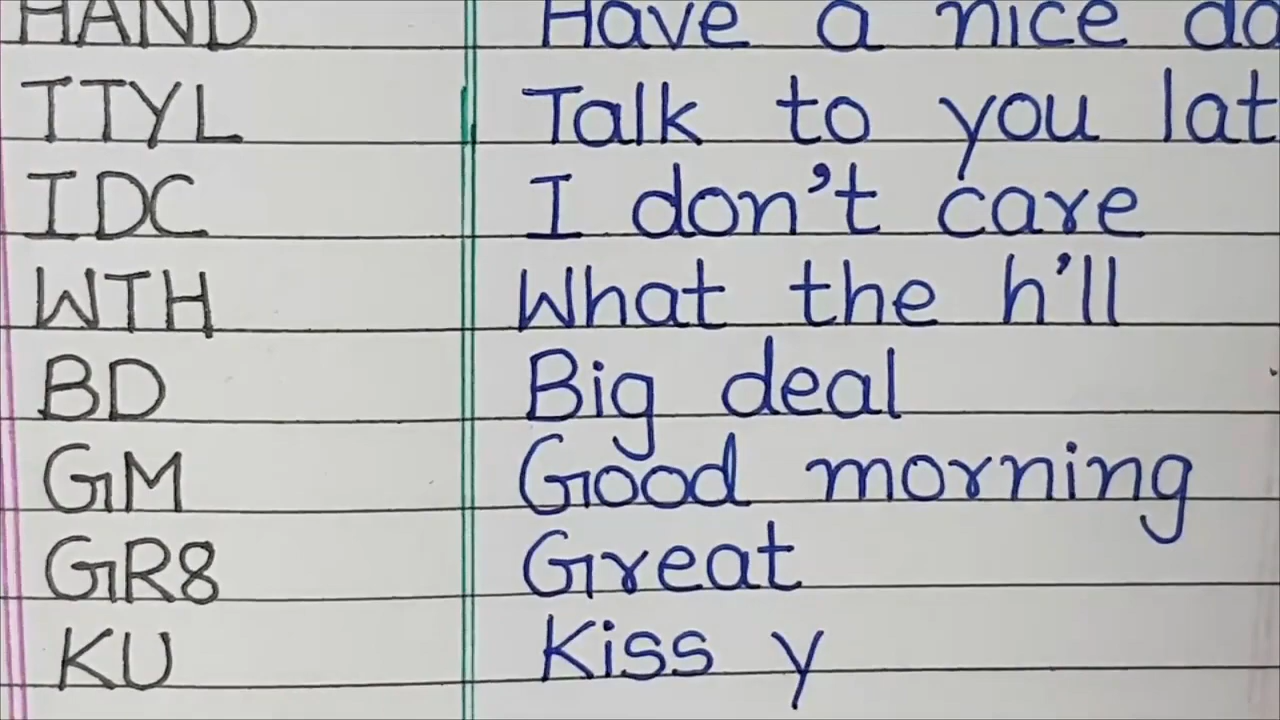 HAND Have a nice da
TTYL Talk to you lat
IDC I don't care
WTH What the h'll
BD Big deal
GM Good morning
GR8 Great
KU Kiss y